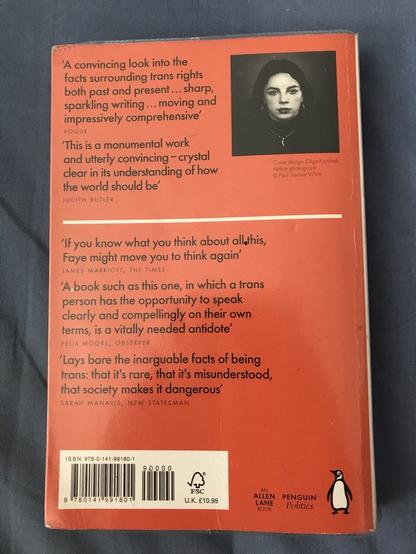 ‘A convincing look into the
facts surrounding trans rights
both past and present ... sharp,
sparkling writing ... moving and
impressively comprehensive’
VOGUE
‘This is a monumental work
and utterly convincing – crystal
clear in its understanding of how
the world should be’
JUDITH BUTLER
Cover design: Olga Kominek
Author photograph
© Paul Samuel White
‘If you know what you think about all this,
Faye might move you to think again’
JAMES MARRIOTT, THE TIMES
‘A book such as this one, in which a trans
person has the opportunity to speak
clearly and compellingly on their own
terms, is a vitally needed antidote’
FELIX MOORE, OBSERVER
‘Lays bare the inarguable facts of being
trans: that it's rare, that it's misunderstood,
that society makes it dangerous’
SARAH MANAVIS, NEW STATESMAN
ISBN 978-0-141-99180-1
90000
9 780141 991801
FSC
U.K. £10.99
AN
ALLEN
LANE
BOOK
PENGUIN
Politics